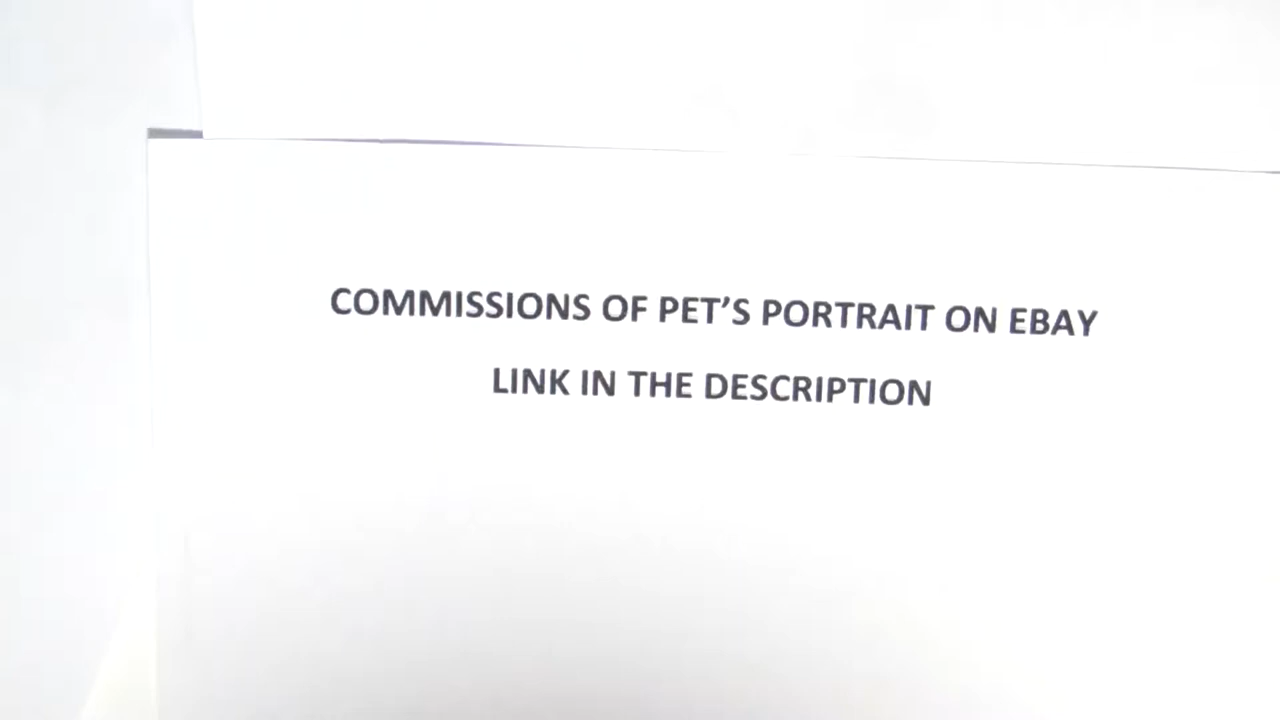 COMMISSIONS OF PET’S PORTRAIT ON EBAY
LINK IN THE DESCRIPTION